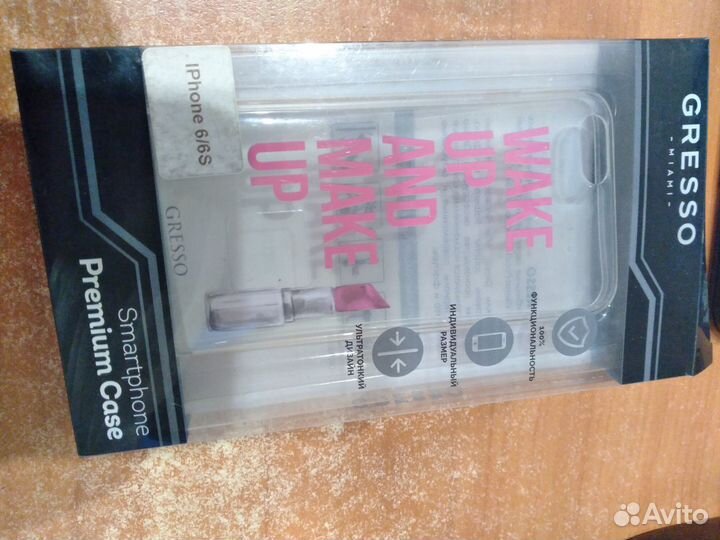 GRESSO
- MIAMI -
WAKE
UP
AND
MAKE
UP
GRESSO
IPhone 6/6S
100%
ФУНКЦИОНАЛЬНОСТЬ
ИНДИВИДУАЛЬНЫЙ
РАЗМЕР
УЛЬТРАТОНКИЙ
ДИЗАЙН
Smartphone
Premium Case
Avito